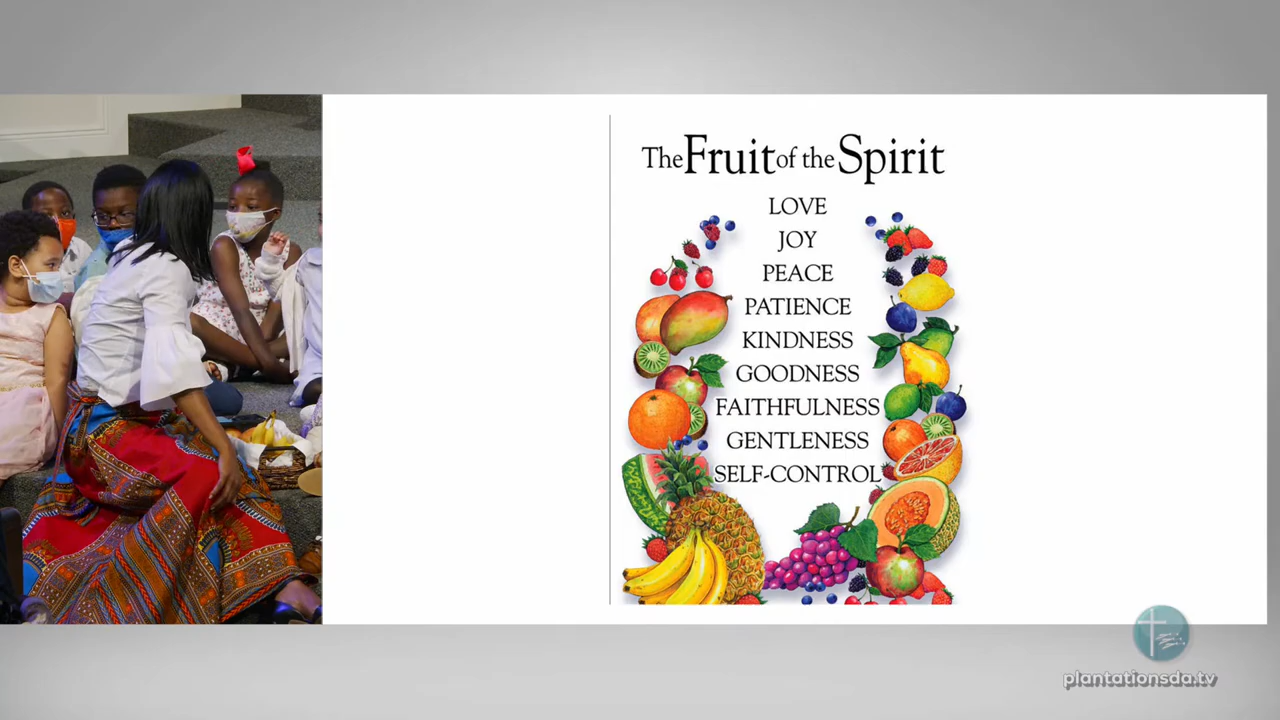 The Fruit of the Spirit
LOVE
JOY
PEACE
PATIENCE
KINDNESS
GOODNESS
FAITHFULNESS
GENTLENESS
SELF-CONTROL
plantationsda.tv